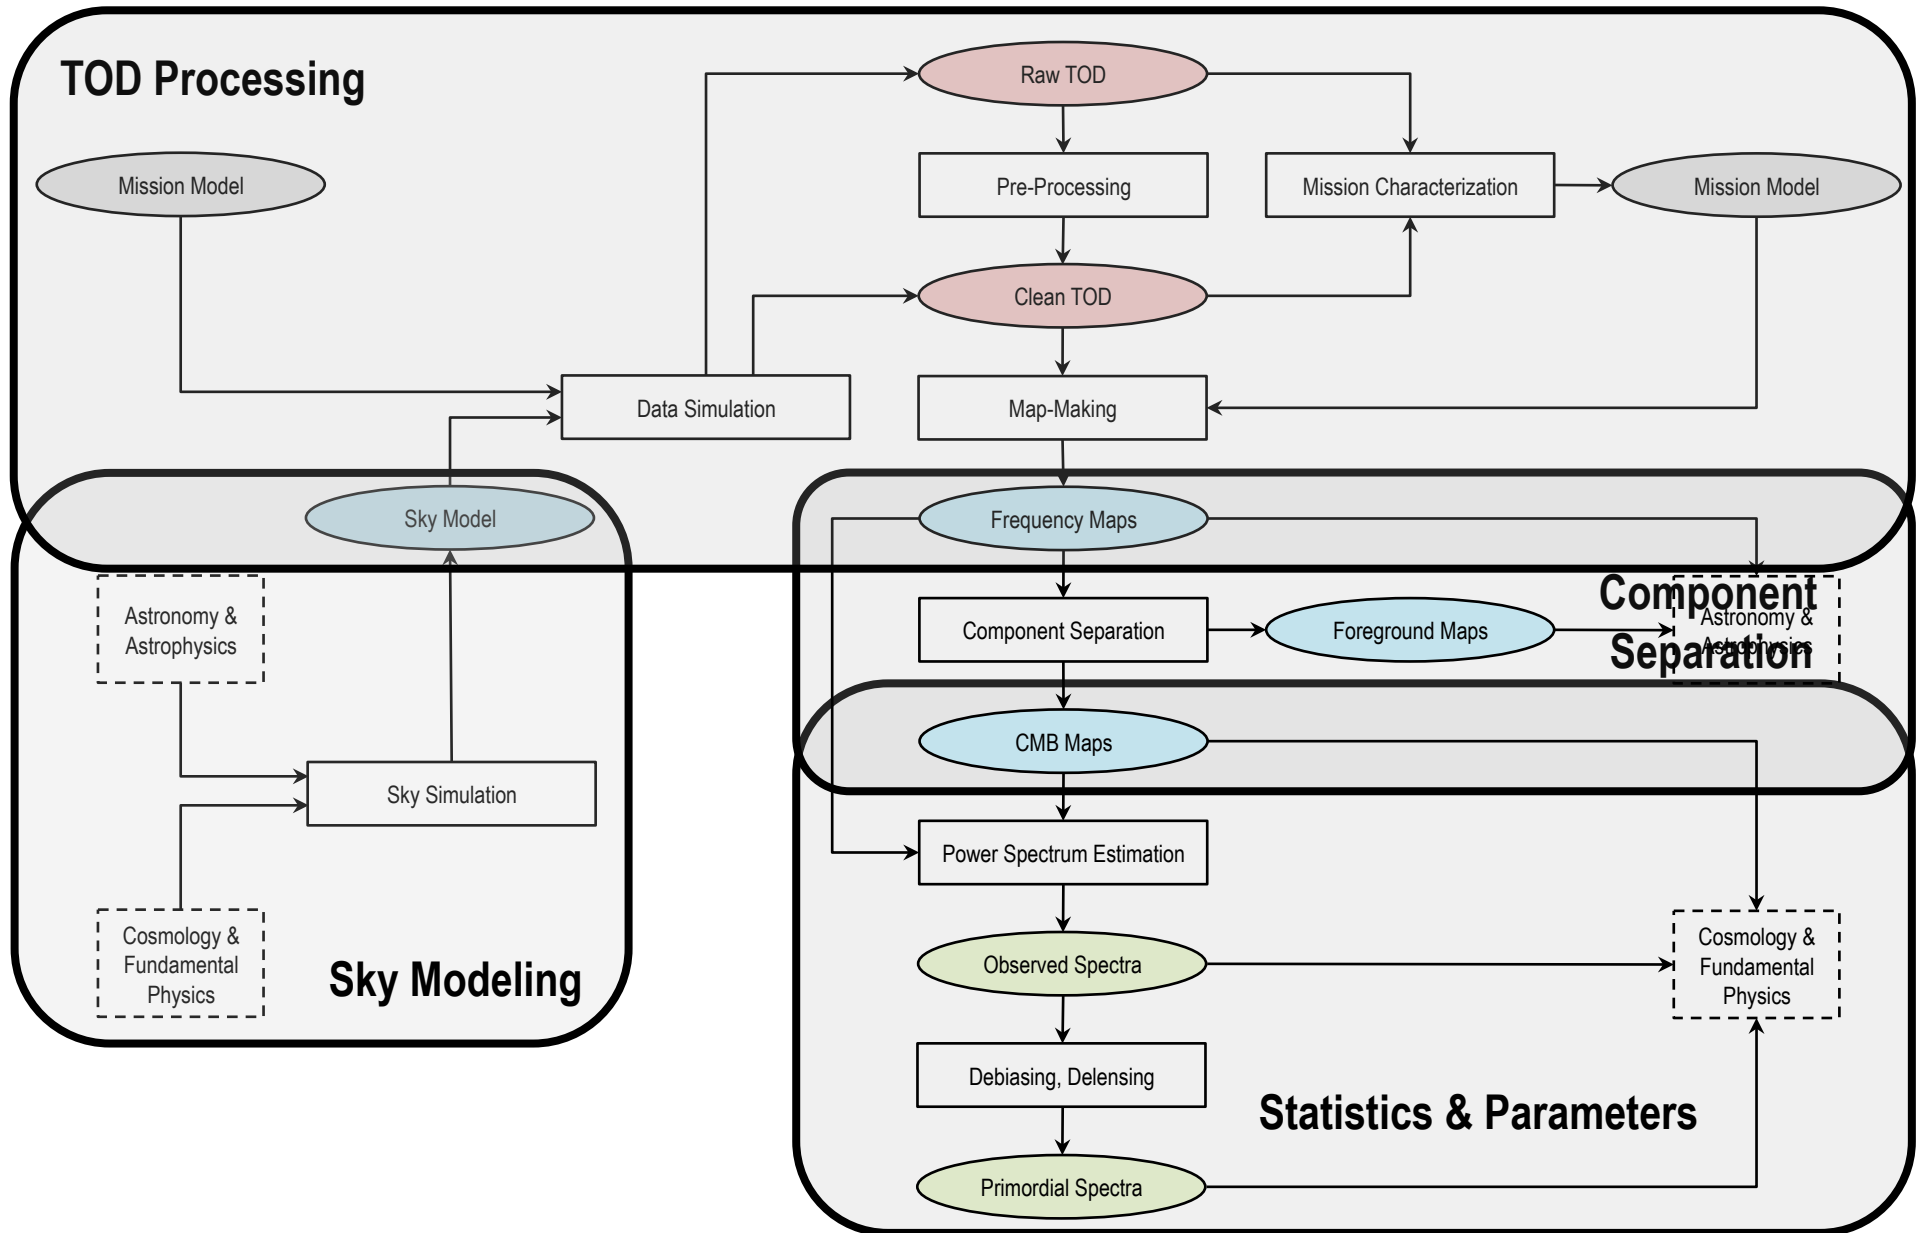 TOD Processing
Raw TOD
Mission Model
Pre-Processing
Mission Characterization
Mission Model
Clean TOD
Data Simulation
Map-Making
Sky Model
Frequency Maps
Astronomy &
Astrophysics
Component Separation
Foreground Maps
Component
Separation
Astronomy &
Astrophysics
CMB Maps
Sky Simulation
Power Spectrum Estimation
Cosmology &
Fundamental
Physics
Sky Modeling
Observed Spectra
Cosmology &
Fundamental
Physics
Debiasing, Delensing
Statistics & Parameters
Primordial Spectra